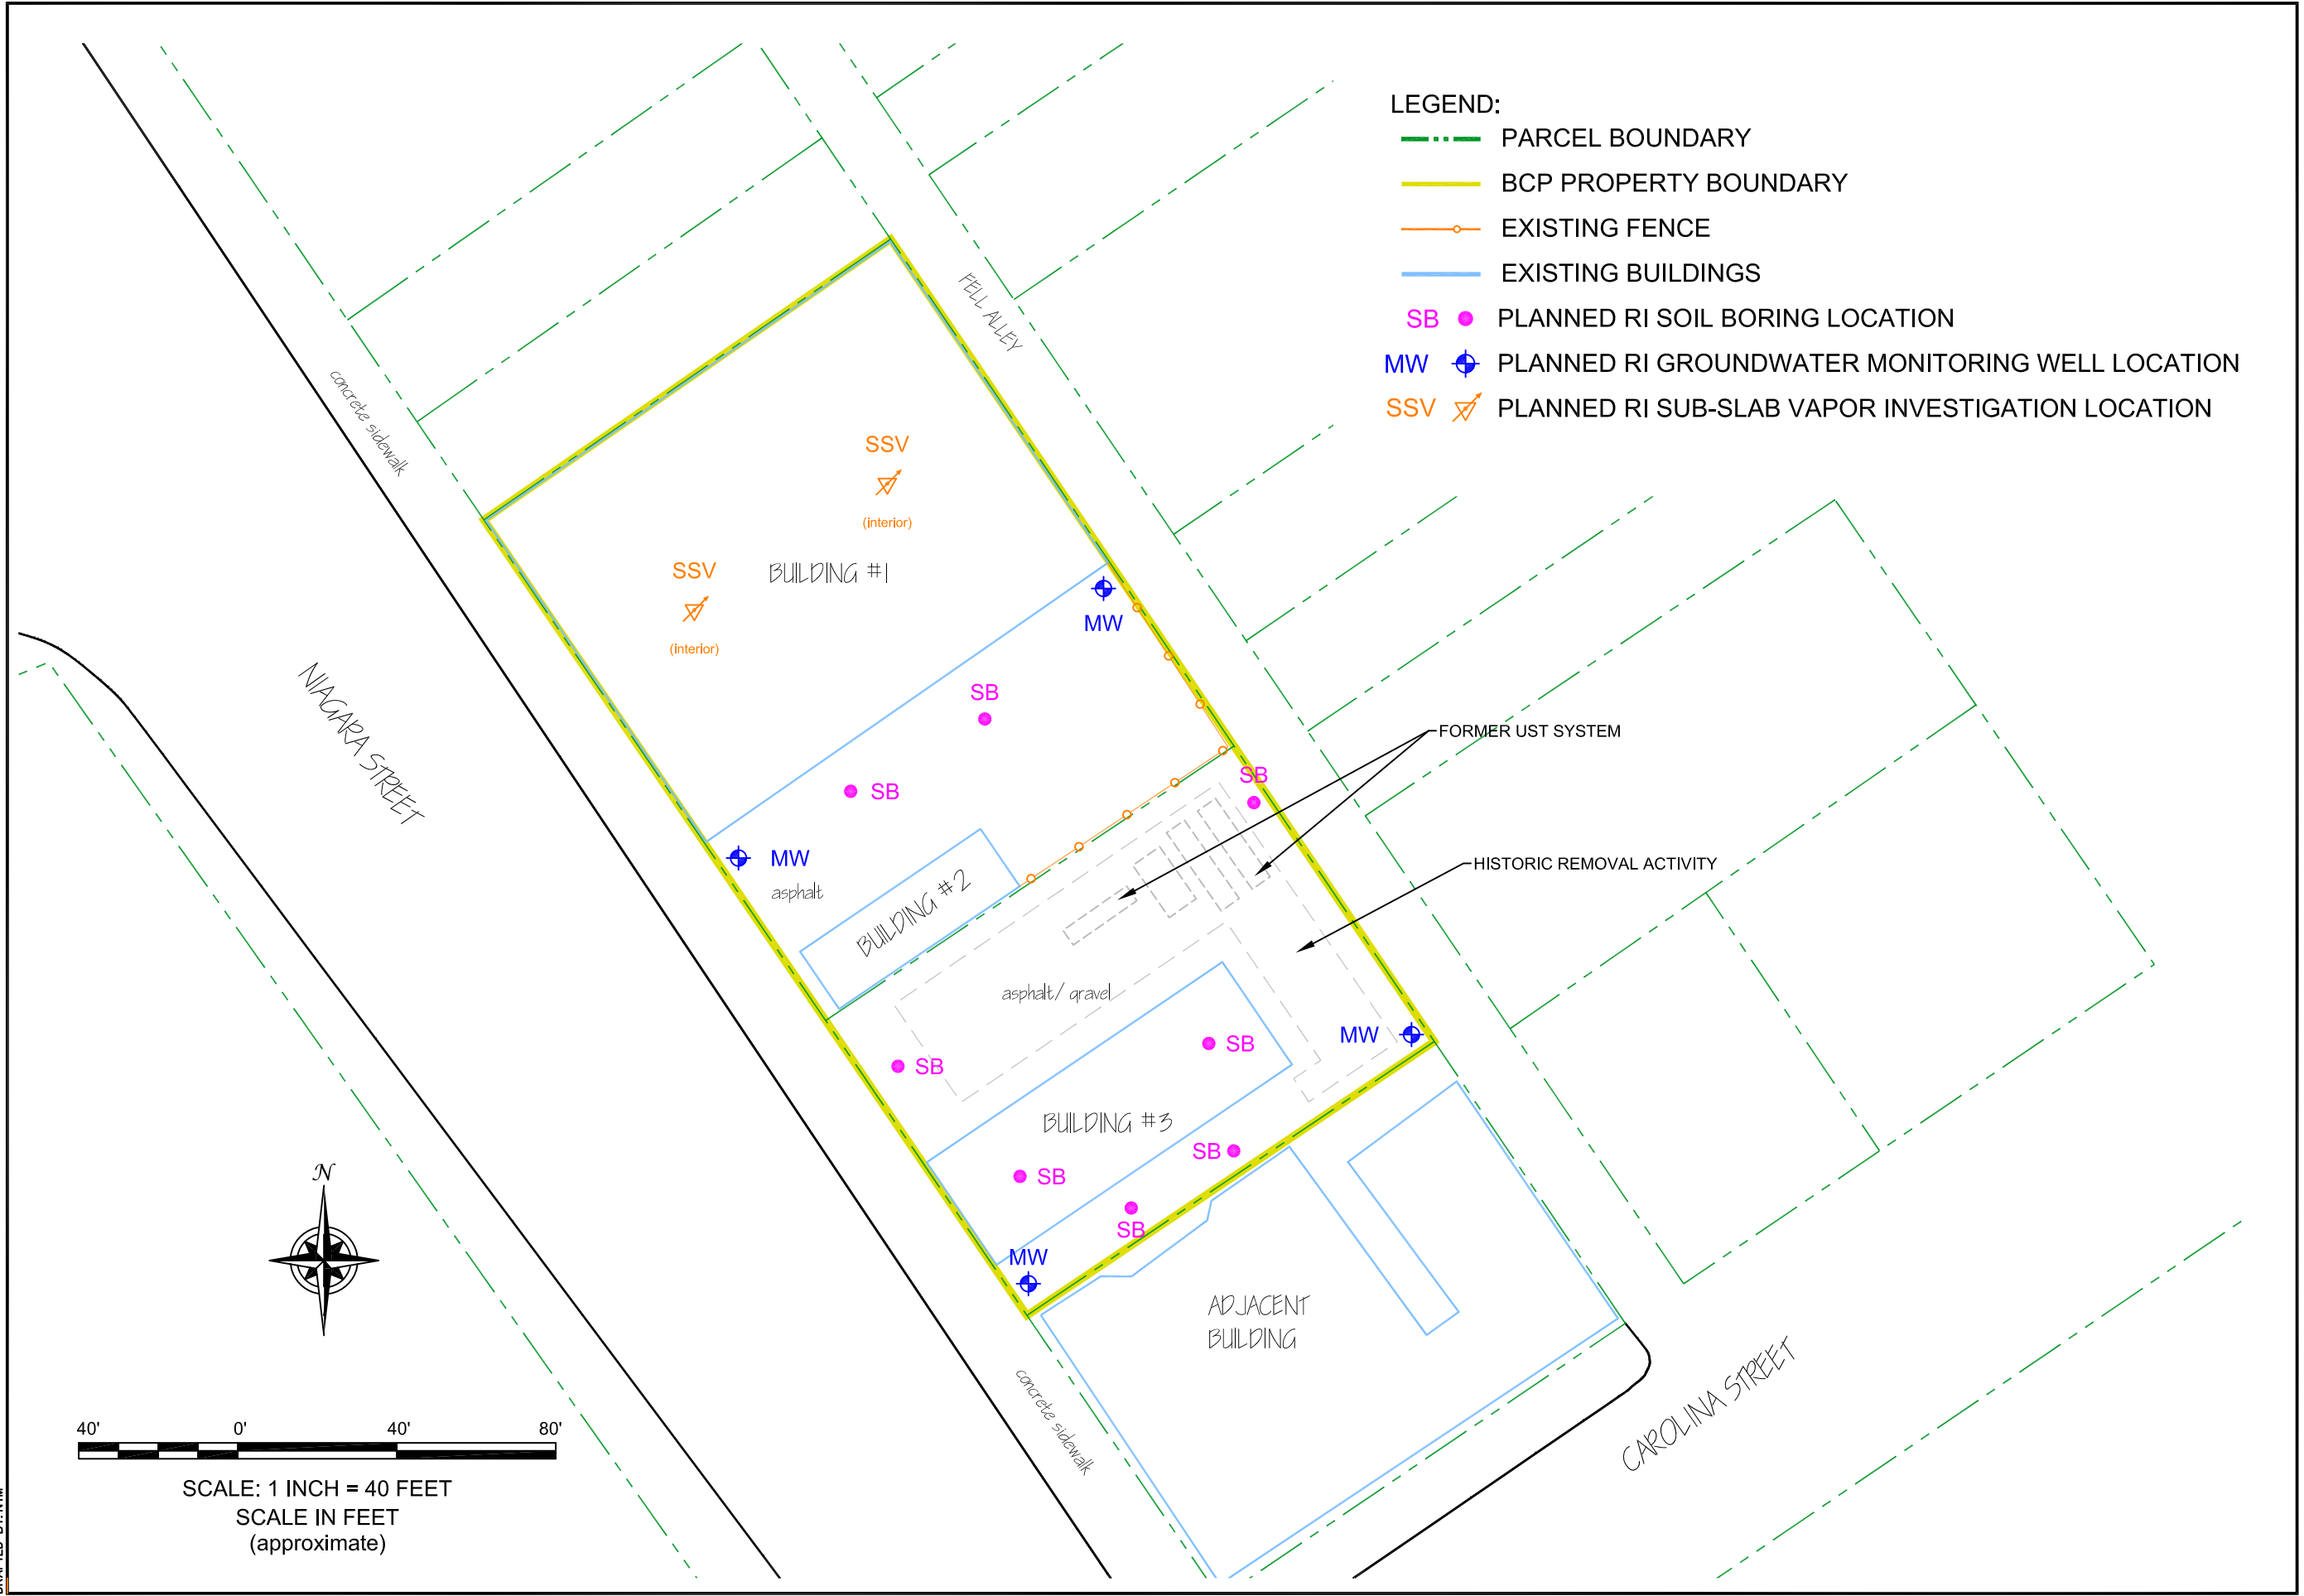 LEGEND:
PARCEL BOUNDARY
BCP PROPERTY BOUNDARY
EXISTING FENCE
EXISTING BUILDINGS
SB PLANNED RI SOIL BORING LOCATION
MW PLANNED RI GROUNDWATER MONITORING WELL LOCATION
SSV PLANNED RI SUB-SLAB VAPOR INVESTIGATION LOCATION
FELL ALLEY
concrete sidewalk
SSV
(interior)
SSV
(interior)
BUILDING #1
MW
NIAGARA STREET
SB
SB
FORMER UST SYSTEM
SB
MW
asphalt
HISTORIC REMOVAL ACTIVITY
BUILDING #2
asphalt/ gravel
MW
SB
SB
BUILDING #3
SB
SB
SB
MW
ADJACENT
BUILDING
concrete sidewalk
CAROLINA STREET
N
40' 0' 40' 80'
SCALE: 1 INCH = 40 FEET
SCALE IN FEET
(approximate)